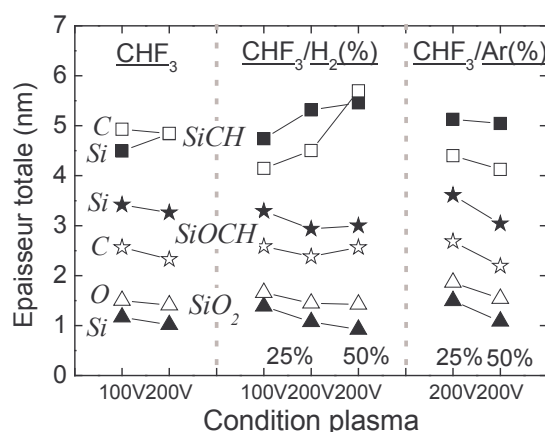 7
6
5
4
3
2
1
0
Epaisseur totale (nm)
CHF3
CHF3/H2(%)
CHF3/Ar(%)
C
SiCH
Si
Si
SiOCH
C
O
SiO2
Si
25% 50%
25% 50%
100V200V 100V200V200V 200V200V
Condition plasma